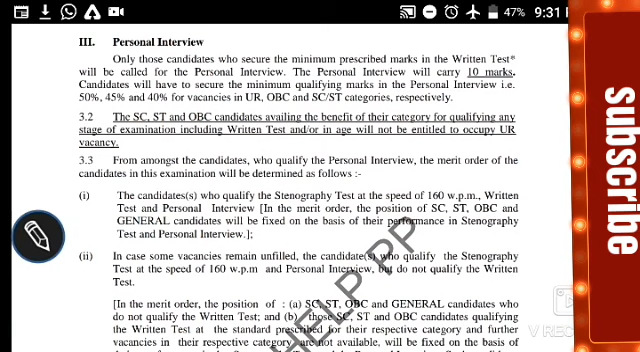 47% 9:31
III. Personal Interview
Only those candidates who secure the minimum prescribed marks in the Written Test*
will be called for the Personal Interview. The Personal Interview will carry 10 marks.
Candidates will have to secure the minimum qualifying marks in the Personal Interview i.e.
50%, 45% and 40% for vacancies in UR, OBC and SC/ST categories, respectively.
3.2 The SC, ST and OBC candidates availing the benefit of their category for qualifying any
stage of examination including Written Test and/or in age will not be entitled to occupy UR
vacancy.
3.3 From amongst the candidates, who qualify the Personal Interview, the merit order of the
candidates in this examination will be determined as follows :-
(i) The candidates(s) who qualify the Stenography Test at the speed of 160 w.p.m., Written
Test and Personal Interview [In the merit order, the position of SC, ST, OBC and
GENERAL candidates will be fixed on the basis of their performance in Stenography
Test and Personal Interview.];
(ii) In case some vacancies remain unfilled, the candidate(s) who qualify the Stenography
Test at the speed of 160 w.p.m and Personal Interview, but do not qualify the Written
Test.
[In the merit order, the position of : (a) SC, ST, OBC and GENERAL candidates who
do not qualify the Written Test; and (b) those SC, ST and OBC candidates qualifying
the Written Test at the standard prescribed for their respective category and further
vacancies in their respective category are not available, will be fixed on the basis of
HELP PP
subscribe
V REC